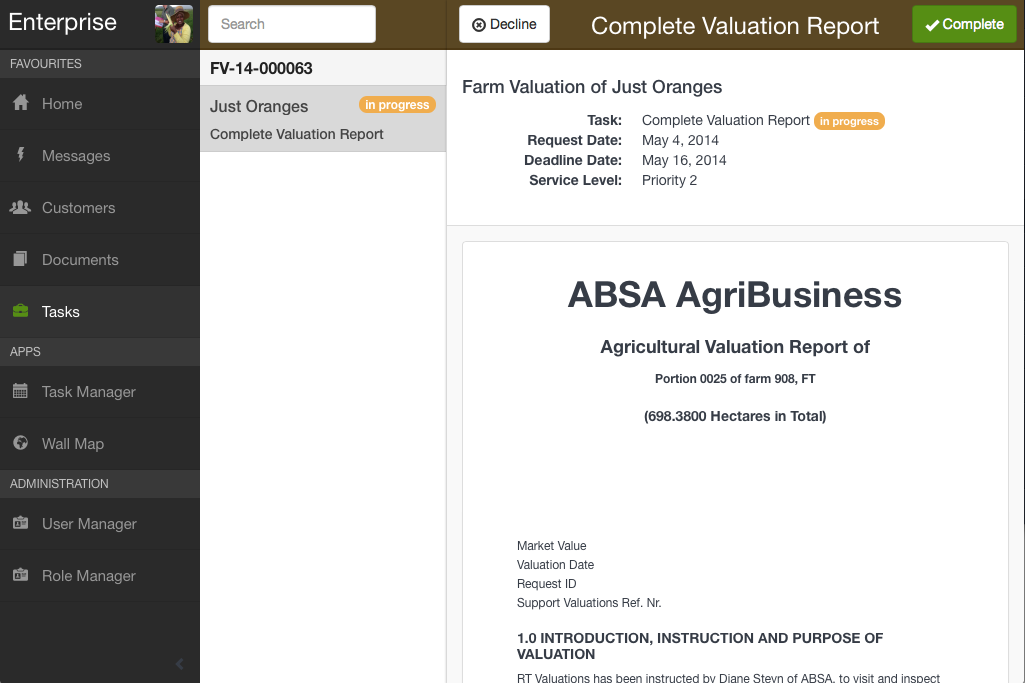 Enterprise
FAVOURITES
Home
Messages
Customers
Documents
Tasks
APPS
Task Manager
Wall Map
ADMINISTRATION
User Manager
Role Manager
Search
FV-14-000063
Just Oranges in progress
Complete Valuation Report
Decline
Complete Valuation Report
Complete
Farm Valuation of Just Oranges
Task: Complete Valuation Report in progress
Request Date: May 4, 2014
Deadline Date: May 16, 2014
Service Level: Priority 2
ABSA AgriBusiness
Agricultural Valuation Report of
Portion 0025 of farm 908, FT
(698.3800 Hectares in Total)
Market Value
Valuation Date
Request ID
Support Valuations Ref. Nr.
1.0 INTRODUCTION, INSTRUCTION AND PURPOSE OF
VALUATION
RT Valuations has been instructed by Diane Steyn of ABSA, to visit and inspect